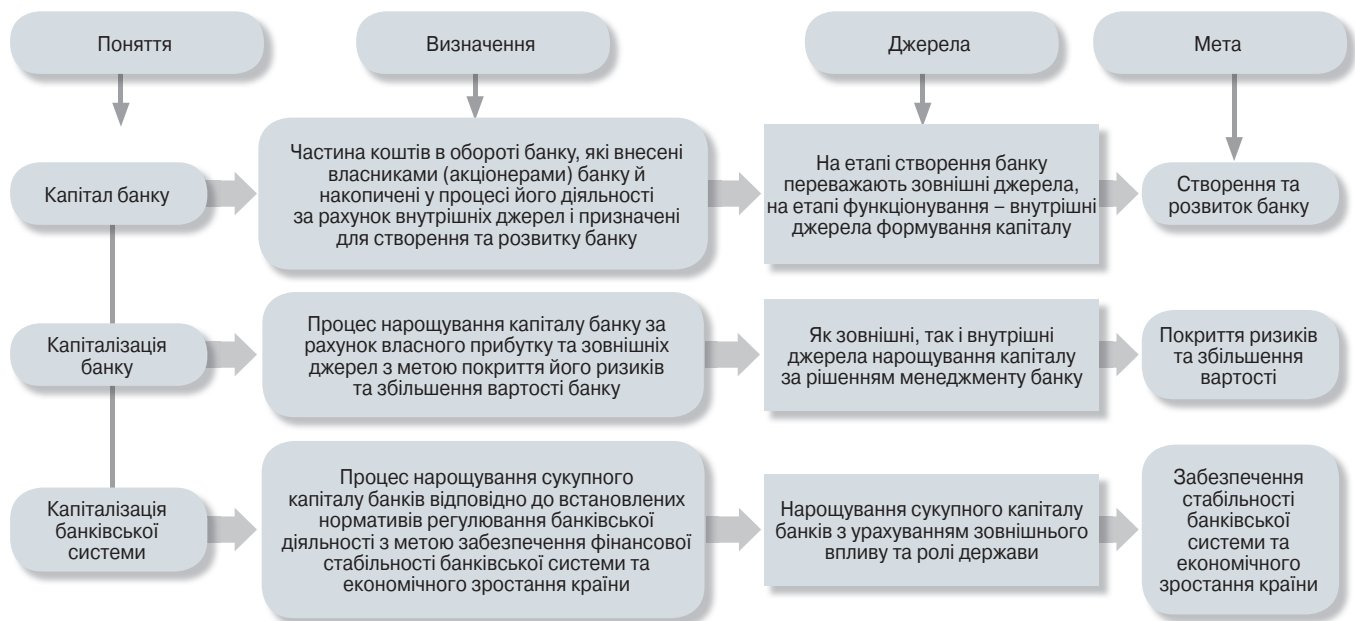 Поняття
Визначення
Джерела
Мета
Капітал банку
Частина коштів в обороті банку, які внесені
власниками (акціонерами) банку й
накопичені у процесі його діяльності
за рахунок внутрішніх джерел і призначені
для створення та розвитку банку
На етапі створення банку
переважають зовнішні джерела,
на етапі функціонування – внутрішні
джерела формування капіталу
Створення та
розвиток банку
Капіталізація
банку
Процес нарощування капіталу банку за
рахунок власного прибутку та зовнішніх
джерел з метою покриття його ризиків
та збільшення вартості банку
Як зовнішні, так і внутрішні
джерела нарощування капіталу
за рішенням менеджменту банку
Покриття ризиків
та збільшення
вартості
Капіталізація
банківської
системи
Процес нарощування сукупного
капіталу банків відповідно до встановлених
нормативів регулювання банківської
діяльності з метою забезпечення фінансової
стабільності банківської системи та
економічного зростання країни
Нарощування сукупного капіталу
банків з урахуванням зовнішнього
впливу та ролі держави
Забезпечення
стабільності
банківської
системи та
економічного
зростання країни